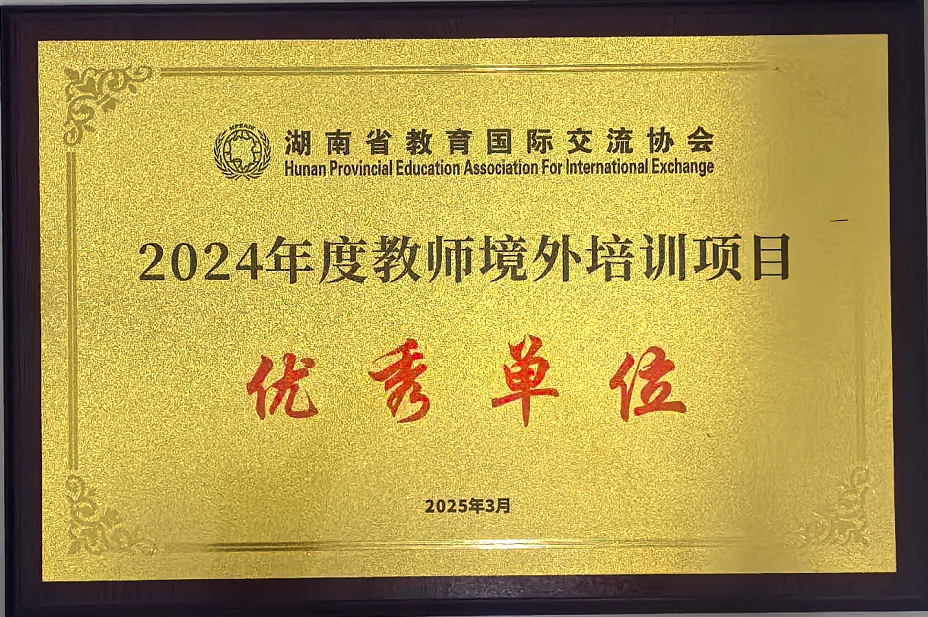 湖南省教育国际交流协会
Hunan Provincial Education Association For International Exchange
2024年度教师境外培训项目
优秀单位
2025年3月